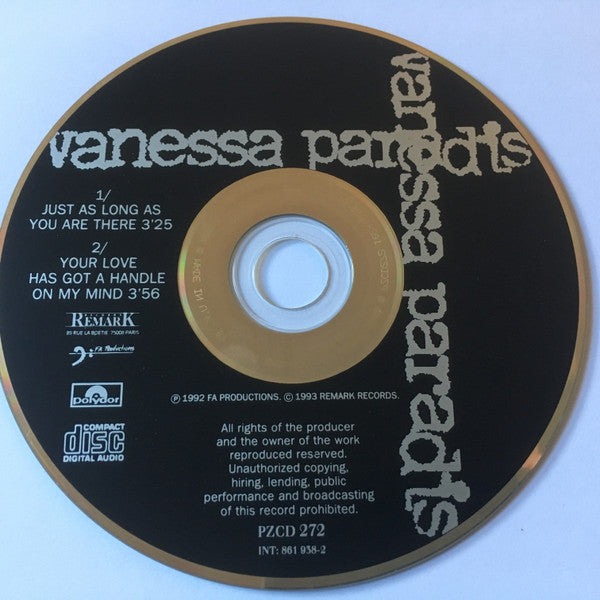 vanessa paradis
vanessa paradis
1/
JUST AS LONG AS
YOU ARE THERE 3'25
2/
YOUR LOVE
HAS GOT A HANDLE
ON MY MIND 3'56
REMARK
25 RUE LA BOETIE 75008 PARIS
FA Productions
Polydor
COMPACT
disc
DIGITAL AUDIO
MADE IN U
℗ 1992 FA PRODUCTIONS. © 1993 REMARK RECORDS.
All rights of the producer
and the owner of the work
reproduced reserved.
Unauthorized copying,
hiring, lending, public
performance and broadcasting
of this record prohibited.
PZCD 272
INT: 861 938-2